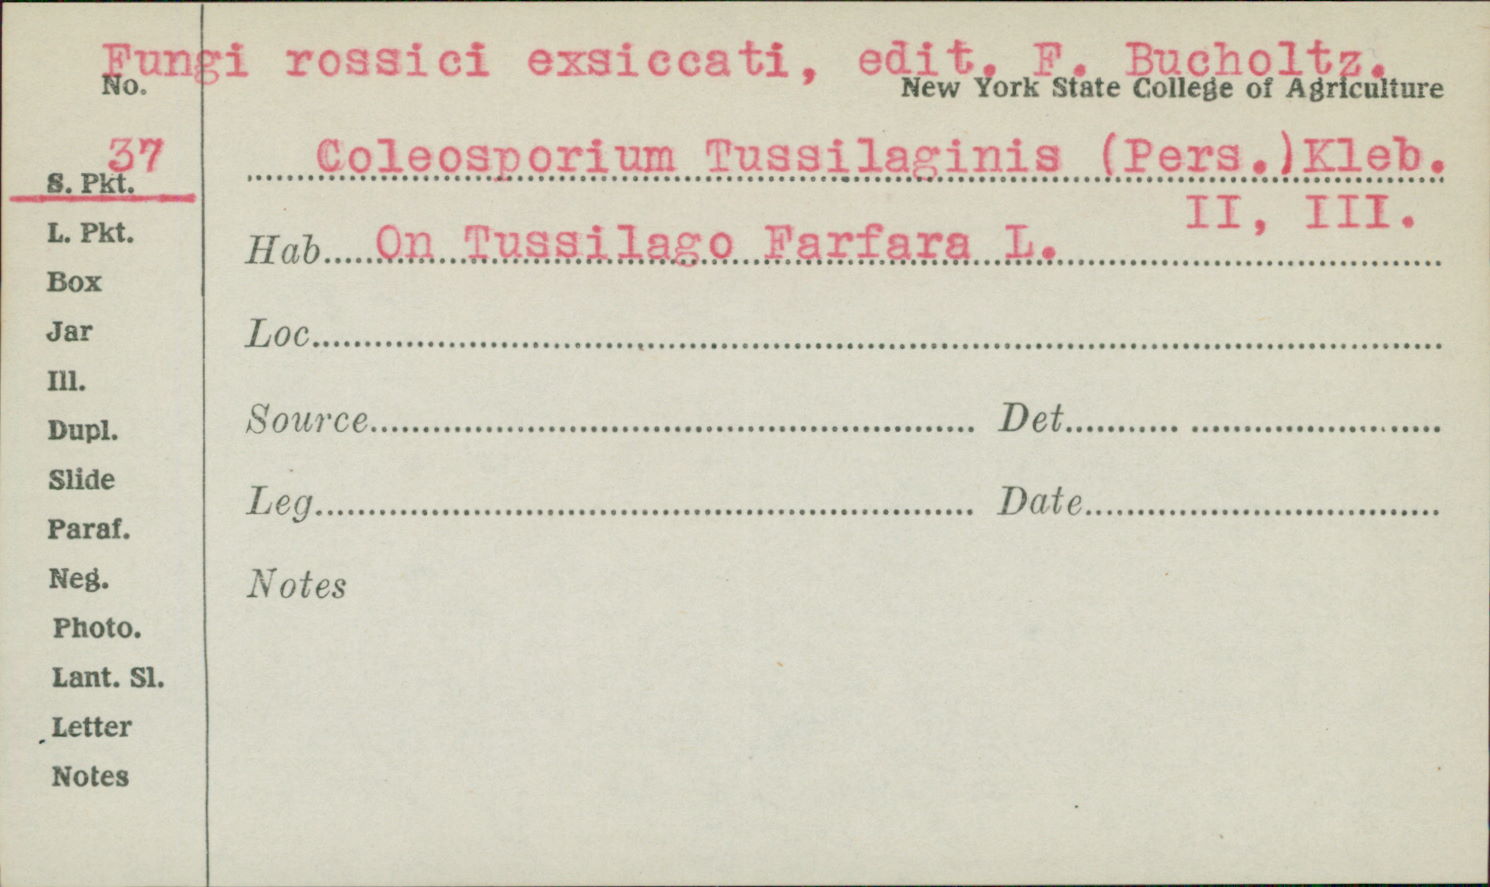 Fungi rossici exsiccati, edit. F. Bucholtz.
No.
New York State College of Agriculture
37
Coleosporium Tussilaginis (Pers.)Kleb.
II, III.
S. Pkt.
L. Pkt.
Box
Jar
Ill.
Dupl.
Slide
Paraf.
Neg.
Photo.
Lant. Sl.
Letter
Notes
Hab.....On Tussilago Farfara L.
Loc.
Source
Det.
Leg.
Date
Notes